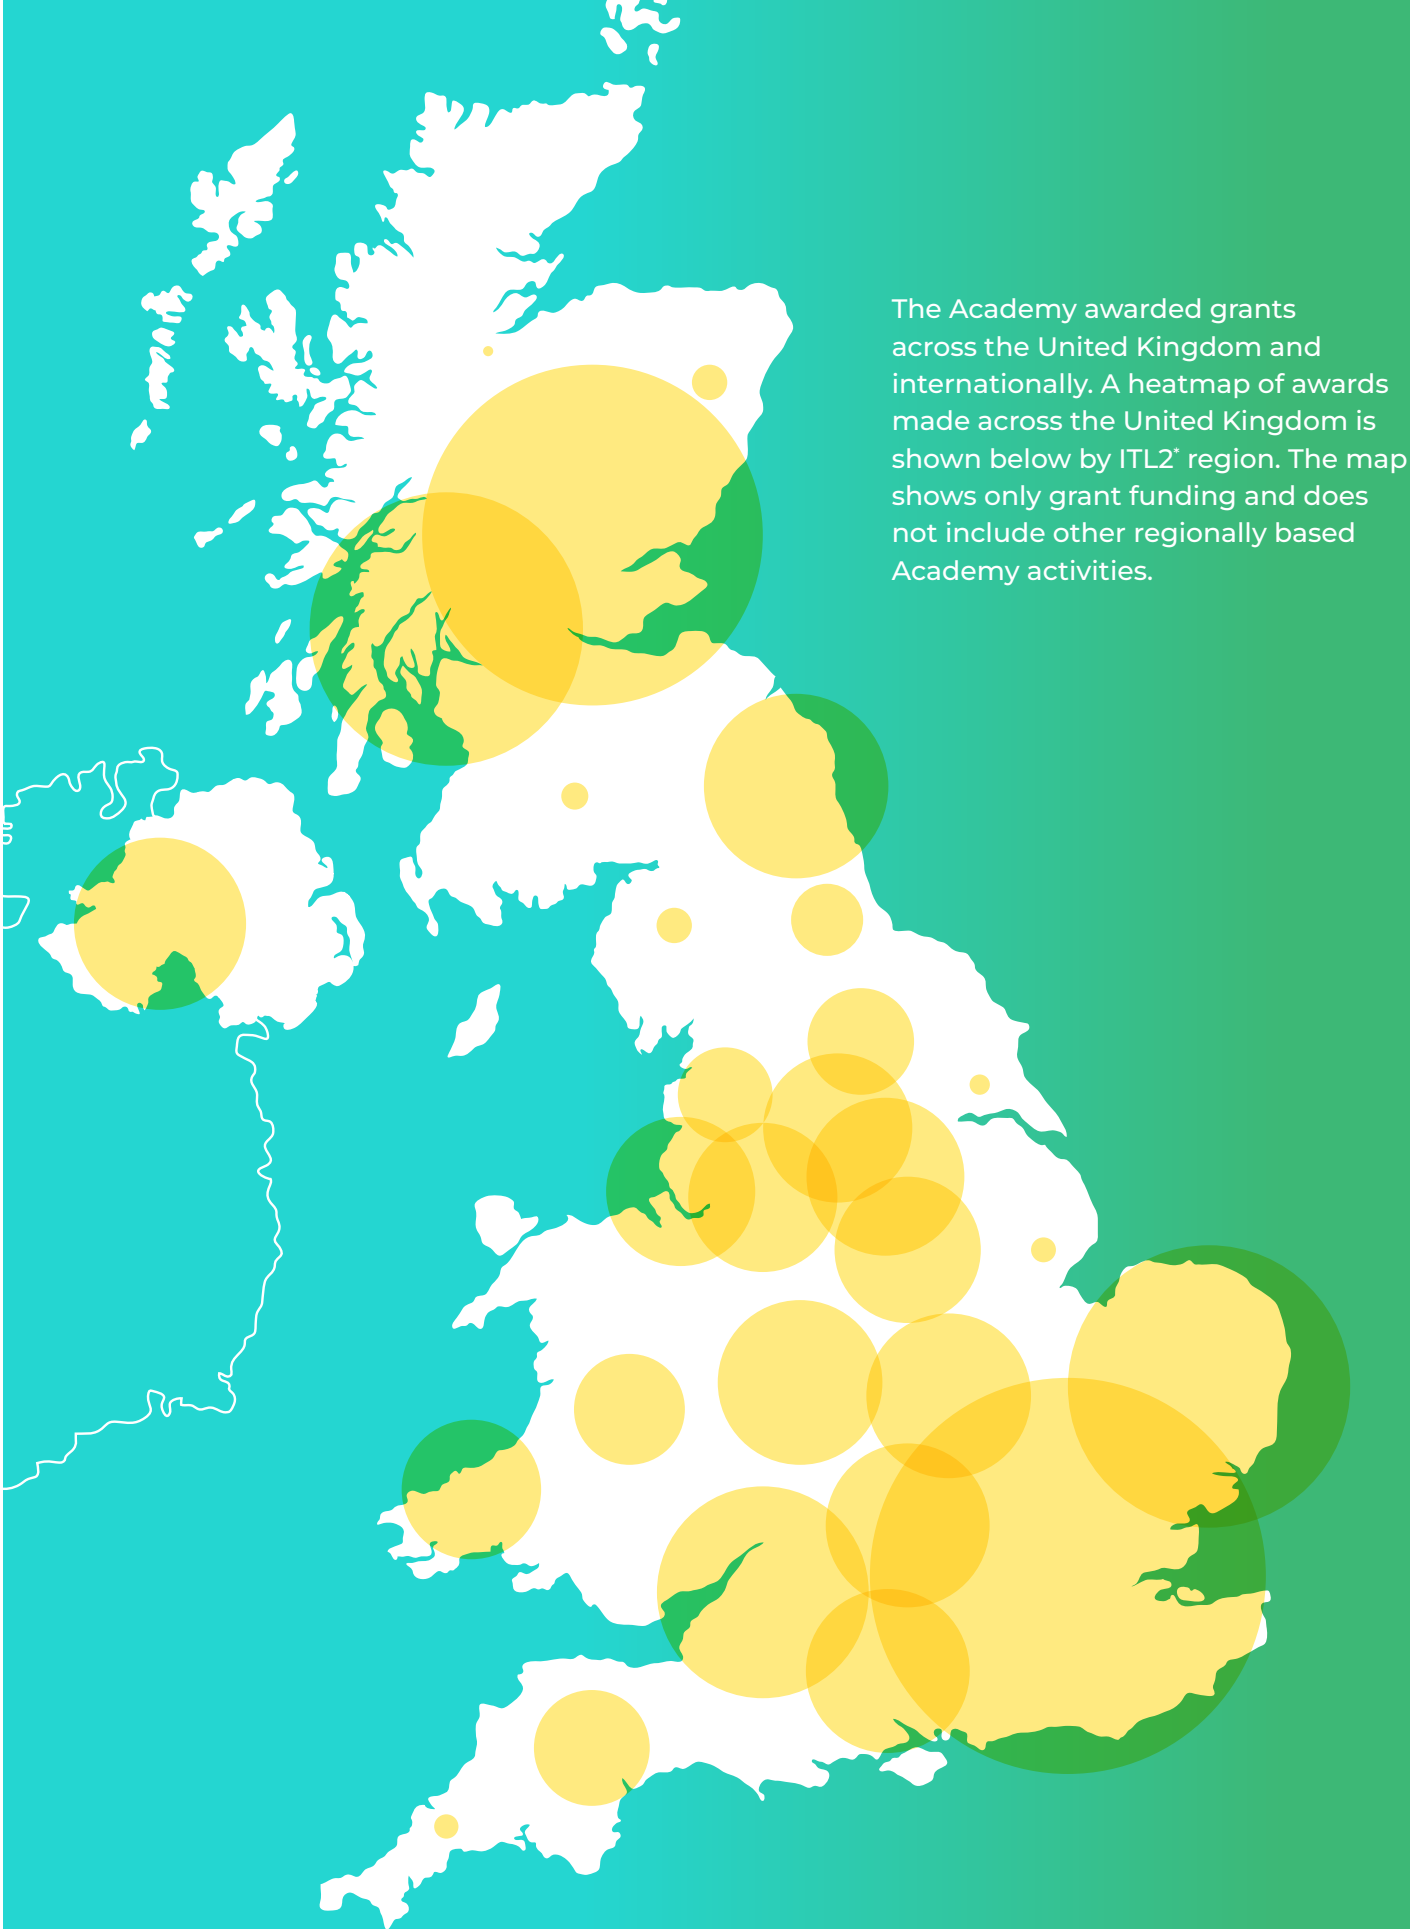 The Academy awarded grants
across the United Kingdom and
internationally. A heatmap of awards
made across the United Kingdom is
shown below by ITL2* region. The map
shows only grant funding and does
not include other regionally based
Academy activities.